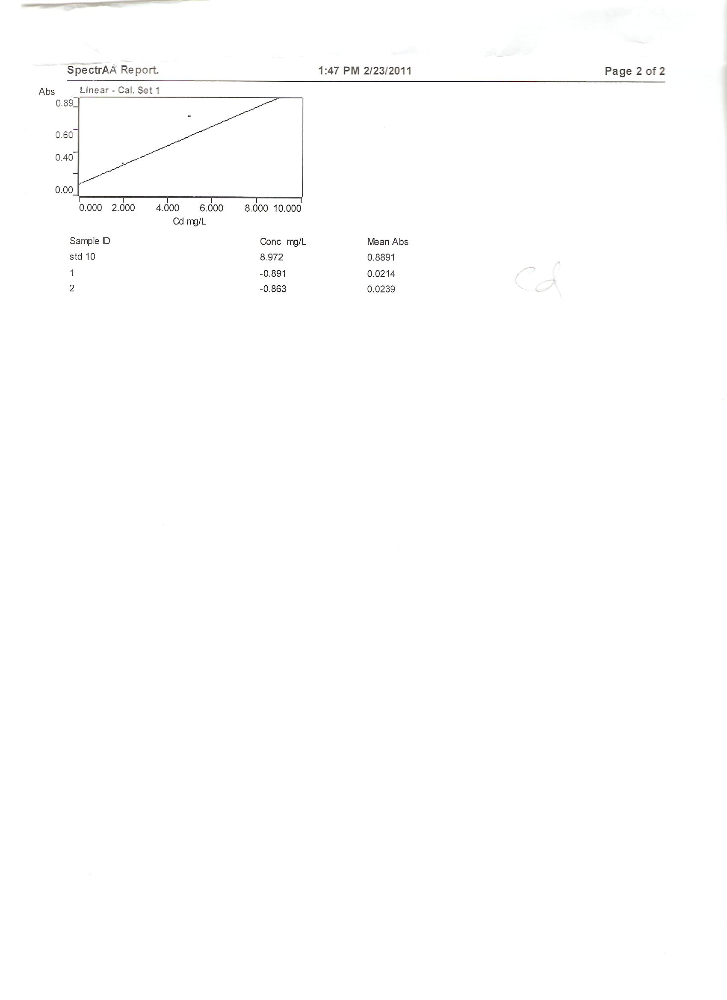 SpectrAA Report. 1:47 PM 2/23/2011 Page 2 of 2
Abs Linear - Cal. Set 1
0.89
0.60
0.40
0.00
0.000 2.000 4.000 6.000 8.000 10.000
Cd mg/L
Sample ID Conc mg/L Mean Abs
std 10 8.972 0.8891
1 -0.891 0.0214
2 -0.863 0.0239
Cd